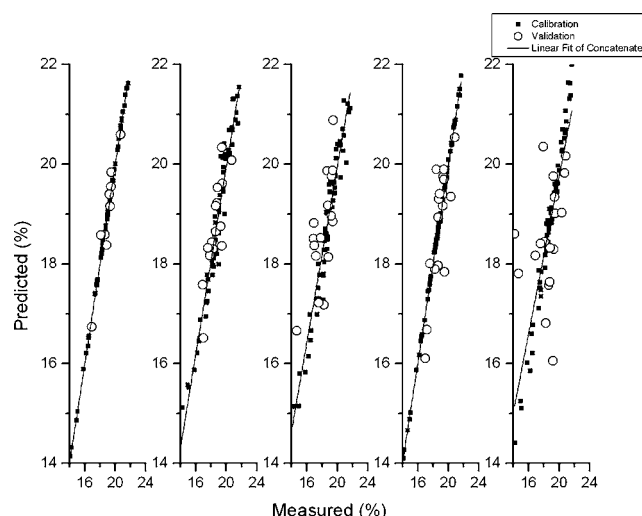 Calibration
Validation
Linear Fit of Concatenate
22 22 22 22 22
20 20 20 20 20
18 18 18 18 18
16 16 16 16 16
14 14 14 14 14
16 20 24 16 20 24 16 20 24 16 20 24 16 20 24
Predicted (%)
Measured (%)